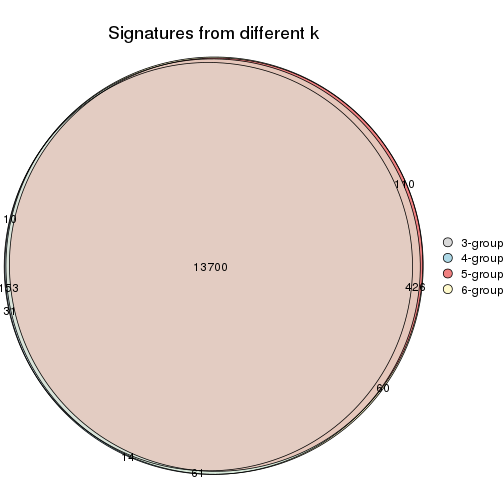 Signatures from different k
110
10
13700
153
426
31
60
14
61
3-group
4-group
5-group
6-group